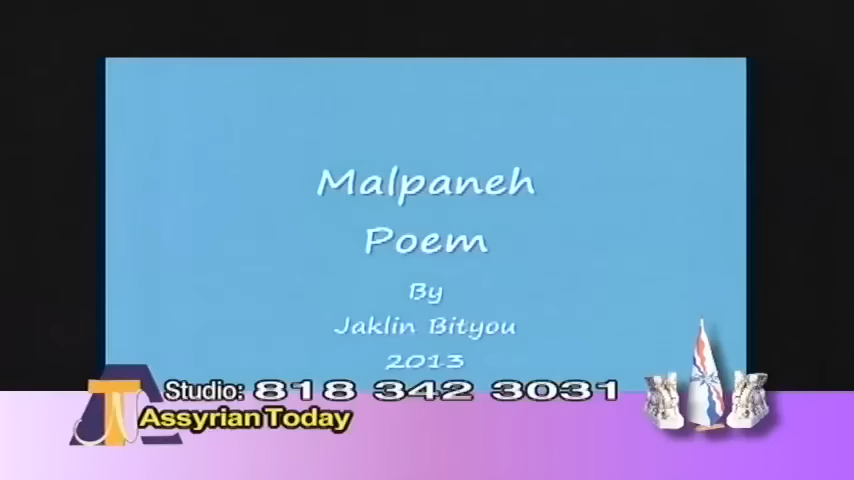 Malpaneh
Poem
By
Jaklin Bityou
2013
Studio: 818 342 3031
Assyrian Today